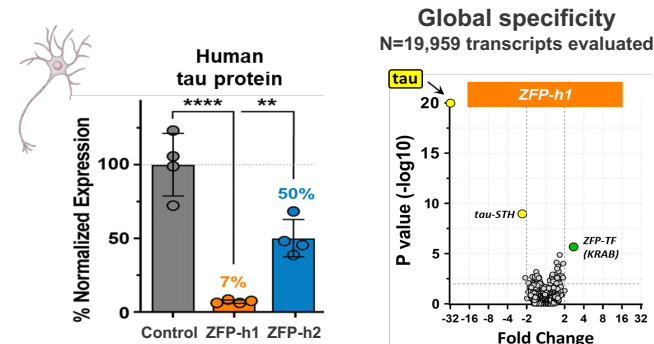 Human
tau protein
% Normalized Expression
100
50
0
****
**
7%
50%
Control ZFP-h1 ZFP-h2
Global specificity
N=19,959 transcripts evaluated
tau
ZFP-h1
P value (-log10)
20
15
10
5
0
tau-STH
ZFP-TF
(KRAB)
-32 -16 -8 -4 -2 2 4 8 16 32
Fold Change